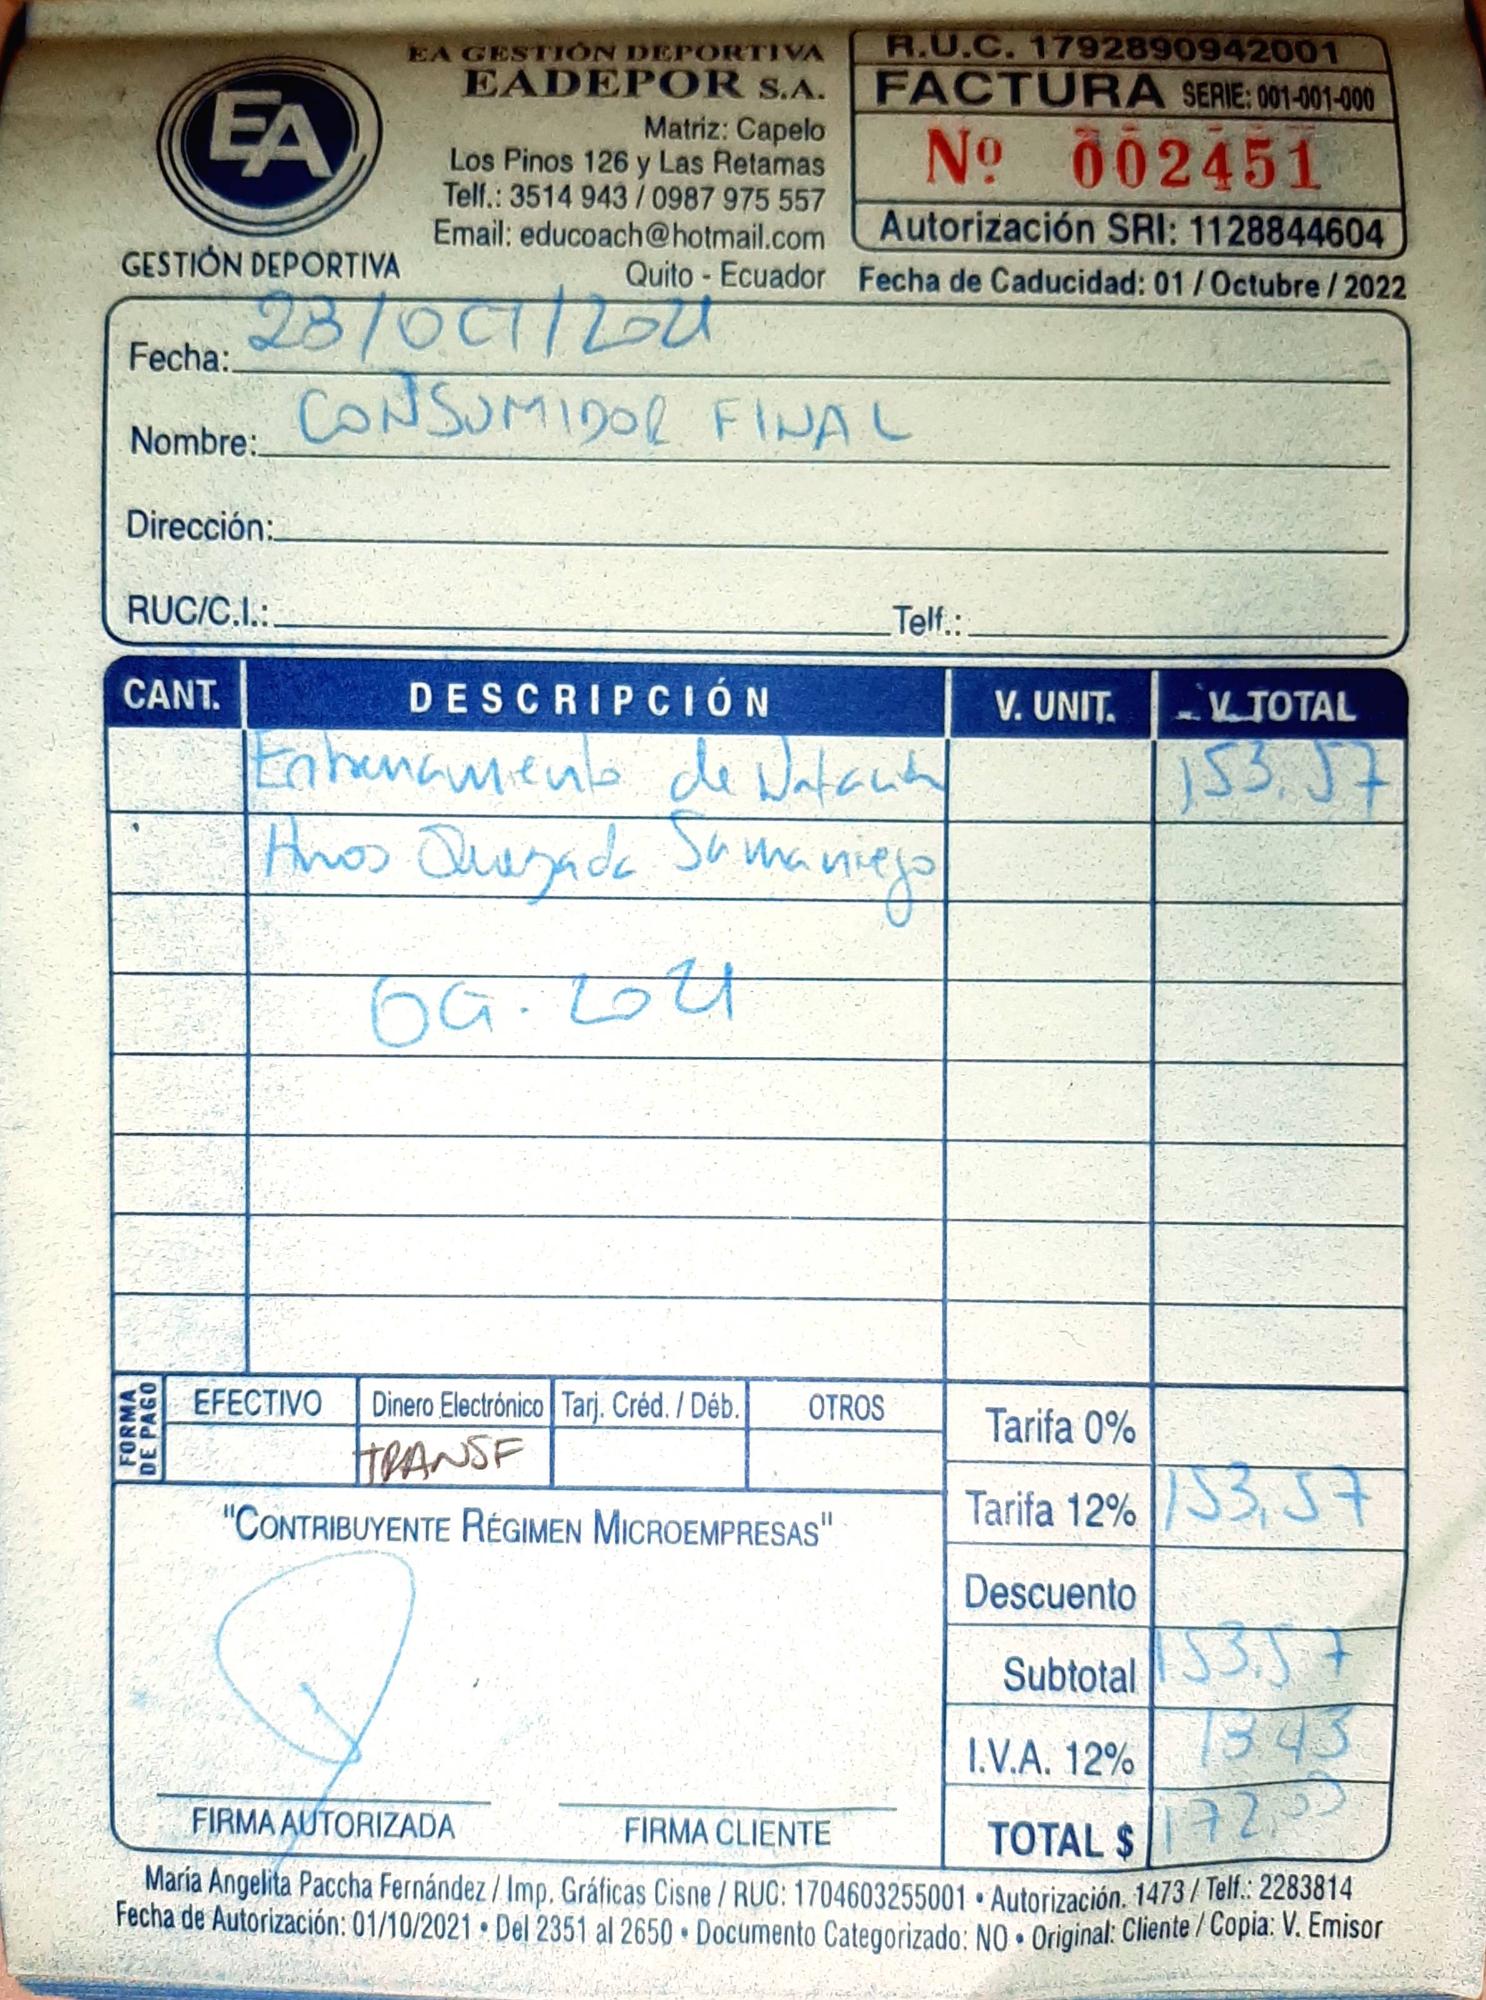 EA
GESTIÓN DEPORTIVA
EA GESTIÓN DEPORTIVA
EADEPOR S.A.
Matriz: Capelo
Los Pinos 126 y Las Retamas
Telf.: 3514 943 / 0987 975 557
Email: educoach@hotmail.com
Quito - Ecuador
R.U.C. 1792890942001
FACTURA SERIE: 001-001-000
Nº 002451
Autorización SRI: 1128844604
Fecha de Caducidad: 01 / Octubre / 2022
Fecha: 28/OCT/2021
Nombre: CONSUMIDOR FINAL
Dirección:
RUC/C.I.: Telf.:
CANT. DESCRIPCIÓN V. UNIT. V. TOTAL
Entrenamiento de Natación 153.57
Hnos Quezada Samaniego
2021
FORMA DE PAGO EFECTIVO Dinero Electrónico Tarj. Créd. / Déb. OTROS
TRANSF
Tarifa 0%
Tarifa 12% 153.57
Descuento
Subtotal 153.57
I.V.A. 12% 13 43
TOTAL $ 172,00
"CONTRIBUYENTE RÉGIMEN MICROEMPRESAS"
FIRMA AUTORIZADA FIRMA CLIENTE
María Angelita Paccha Fernández / Imp. Gráficas Cisne / RUC: 1704603255001 • Autorización. 1473 / Telf.: 2283814
Fecha de Autorización: 01/10/2021 • Del 2351 al 2650 • Documento Categorizado: NO • Original: Cliente / Copia: V. Emisor